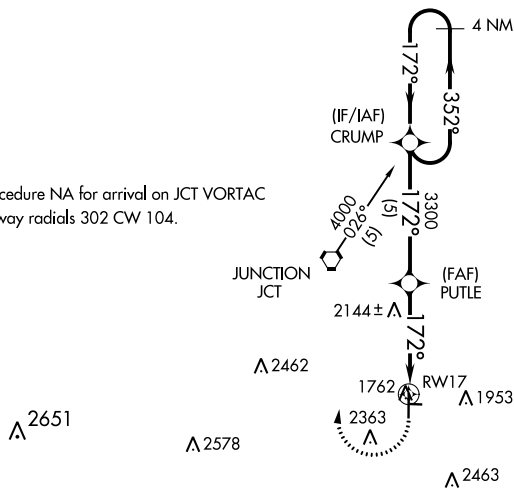 4 NM
172°
352°
(IF/IAF)
CRUMP
cedure NA for arrival on JCT VORTAC
way radials 302 CW 104.
4000
026°
(5)
3300
172°
(5)
JUNCTION
JCT
(FAF)
PUTLE
2144 ±
172°
2462
1762
RW17
1953
2651
2363
2578
2463